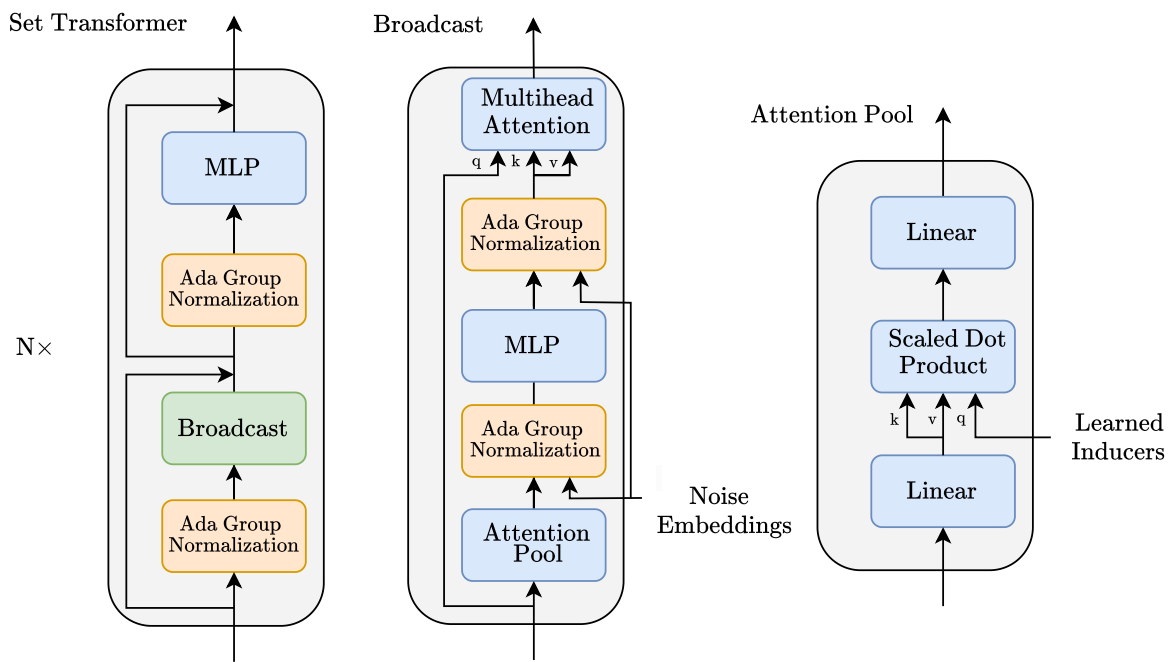 Set Transformer
MLP
Ada Group
Normalization
N×
Broadcast
Ada Group
Normalization
Broadcast
Multihead
Attention
q
k
v
Ada Group
Normalization
MLP
Ada Group
Normalization
Attention
Pool
Noise
Embeddings
Attention Pool
Linear
Scaled Dot
Product
k
v
q
Learned
Inducers
Linear